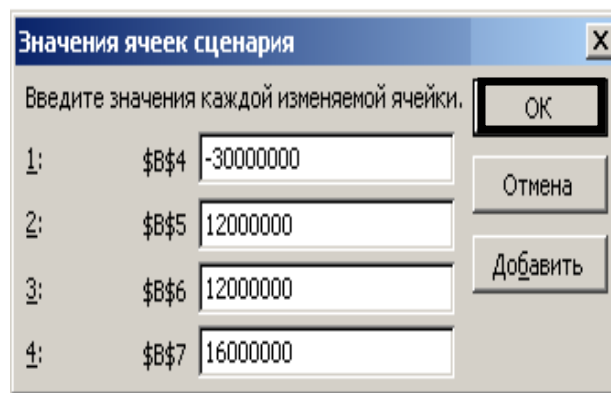 Значения ячеек сценария
Введите значения каждой изменяемой ячейки.
ОК
1: $B$4 -30000000
Отмена
2: $B$5 12000000
Добавить
3: $B$6 12000000
4: $B$7 16000000